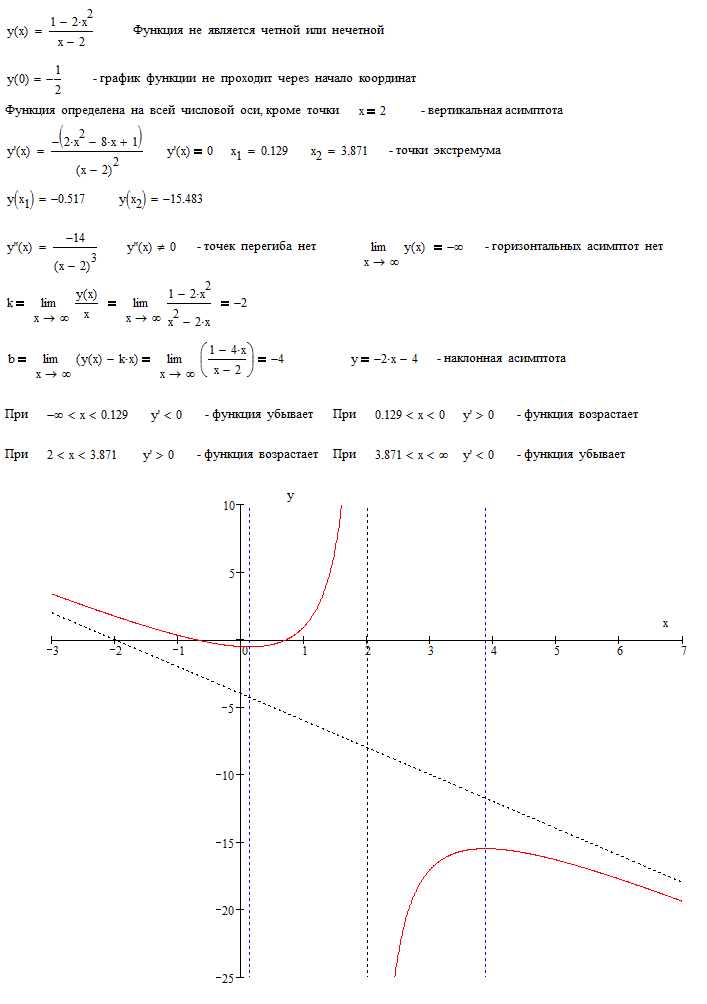 y(x) = (1 − 2·x^2)/(x − 2) Функция не является четной или нечетной
y(0) = −1/2 - график функции не проходит через начало координат
Функция определена на всей числовой оси, кроме точки x = 2 - вертикальная асимптота
y'(x) = −(2·x^2 − 8·x + 1)/(x − 2)^2 y'(x) = 0 x1 = 0.129 x2 = 3.871 - точки экстремума
y(x1) = −0.517 y(x2) = −15.483
y''(x) = −14/(x − 2)^3 y''(x) ≠ 0 - точек перегиба нет lim x → ∞ y(x) = −∞ - горизонтальных асимптот нет
k = lim x → ∞ y(x)/x = lim x → ∞ (1 − 2·x^2)/(x^2 − 2·x) = −2
b = lim x → ∞ (y(x) − k·x) = lim x → ∞ ((1 − 4·x)/(x − 2)) = −4 y = −2·x − 4 - наклонная асимптота
При −∞ < x < 0.129 y' < 0 - функция убывает При 0.129 < x < 0 y' > 0 - функция возрастает
При 2 < x < 3.871 y' > 0 - функция возрастает При 3.871 < x < ∞ y' < 0 - функция убывает
y
10
5
x
−3 −2 −1 0 1 2 3 4 5 6 7
−5
−10
−15
−20
−25